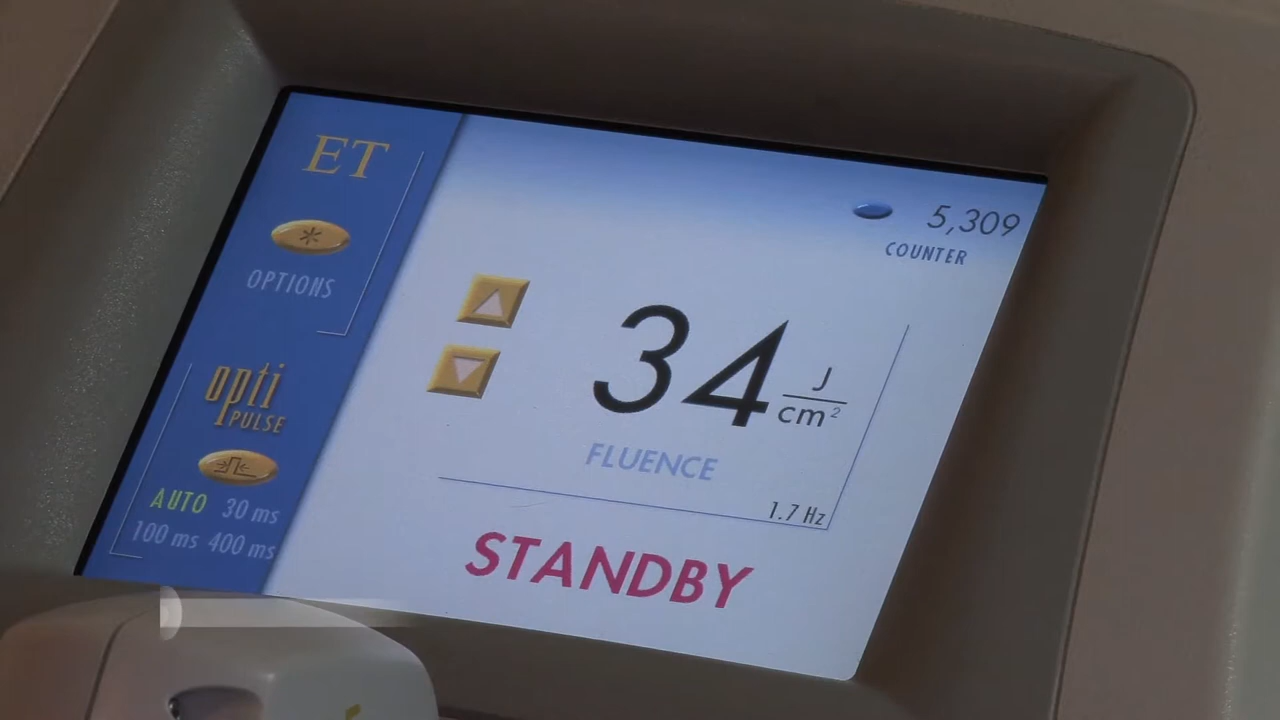 ET
OPTIONS
opti
PULSE
AUTO 30 ms
100 ms 400 ms
5,309
COUNTER
34 J/cm²
FLUENCE
1.7 Hz
STANDBY